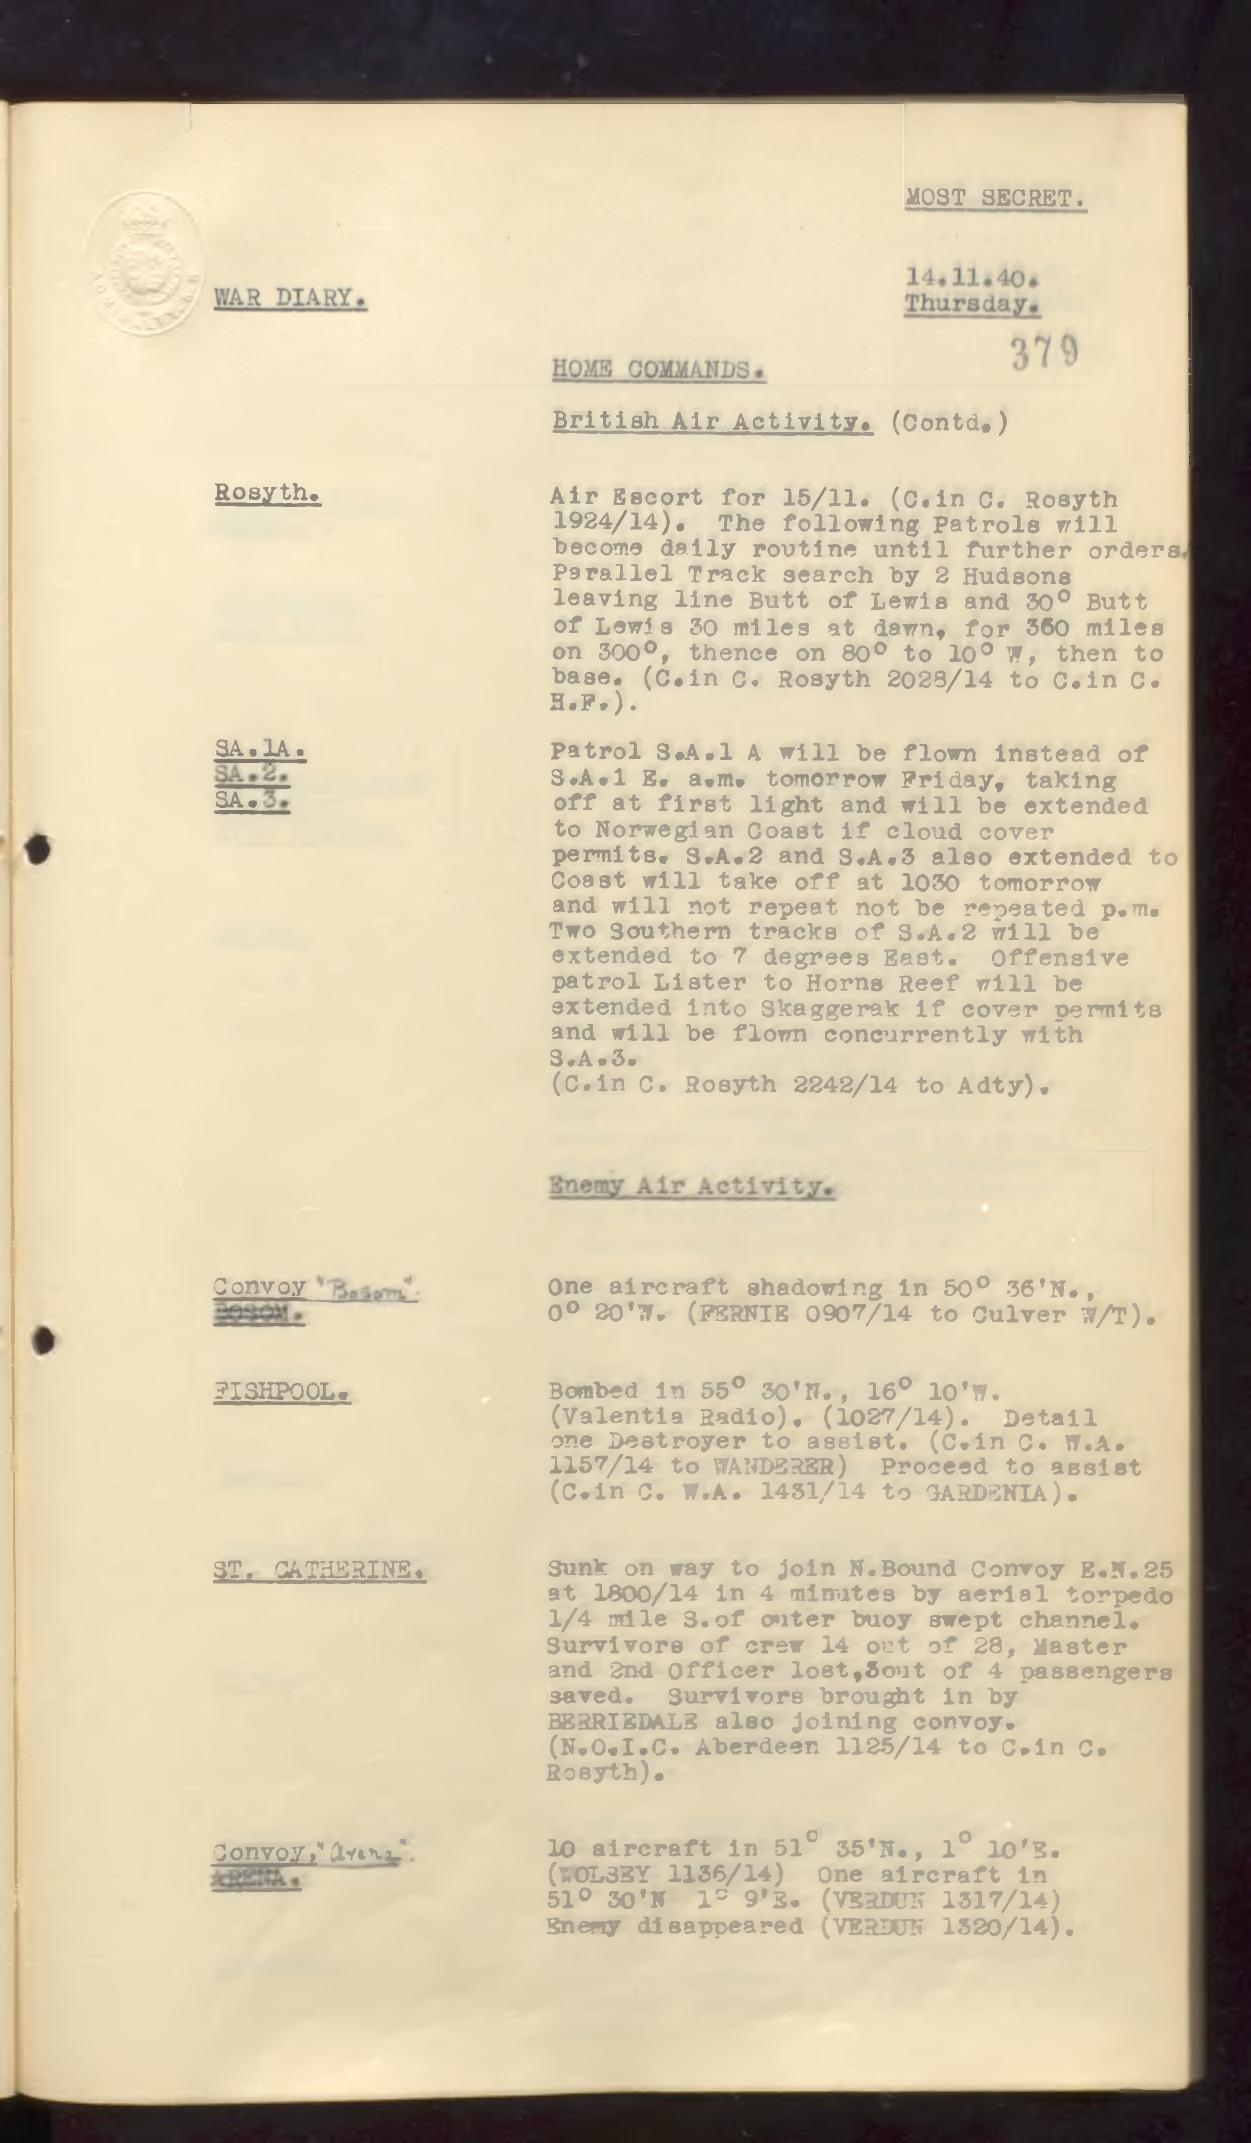 MOST SECRET.
14.11.40.
WAR DIARY.
Thursday.
379
HOME COMMANDS.
British Air Activity. (Contd.)
Rosyth.
Air Escort for 15/11. (C.in C. Rosyth
1924/14). The following Patrols will
become daily routine until further orders.
Parallel Track search by 2 Hudsons
leaving line Butt of Lewis and 30° Butt
of Lewis 30 miles at dawn, for 360 miles
on 300°, thence on 80° to 10° W, then to
base. (C.in C. Rosyth 2028/14 to C.in C.
H.F.).
SA.1A.
SA.2.
SA.3.
Patrol S.A.1 A will be flown instead of
S.A.1 E. a.m. tomorrow Friday, taking
off at first light and will be extended
to Norwegian Coast if cloud cover
permits. S.A.2 and S.A.3 also extended to
Coast will take off at 1030 tomorrow
and will not repeat not be repeated p.m.
Two Southern tracks of S.A.2 will be
extended to 7 degrees East. Offensive
patrol Lister to Horns Reef will be
extended into Skaggerak if cover permits
and will be flown concurrently with
S.A.3.
(C.in C. Rosyth 2242/14 to Adty).
Enemy Air Activity.
Convoy "Bosom".
BOSOM.
One aircraft shadowing in 50° 36'N.,
0° 20'W. (FERNIE 0907/14 to Culver W/T).
FISHPOOL.
Bombed in 55° 30'N., 16° 10'W.
(Valentia Radio). (1027/14). Detail
one Destroyer to assist. (C.in C. W.A.
1157/14 to WANDERER) Proceed to assist
(C.in C. W.A. 1431/14 to GARDENIA).
ST. CATHERINE.
Sunk on way to join N.Bound Convoy E.N.25
at 1800/14 in 4 minutes by aerial torpedo
1/4 mile S.of outer buoy swept channel.
Survivors of crew 14 out of 28, Master
and 2nd Officer lost,3out of 4 passengers
saved. Survivors brought in by
BERRIEDALE also joining convoy.
(N.O.I.C. Aberdeen 1125/14 to C.in C.
Rosyth).
Convoy, "Arena".
ARENA.
10 aircraft in 51° 35'N., 1° 10'E.
(WOLSEY 1136/14) One aircraft in
51° 30'N 1° 9'E. (VERDUN 1317/14)
Enemy disappeared (VERDUN 1320/14).